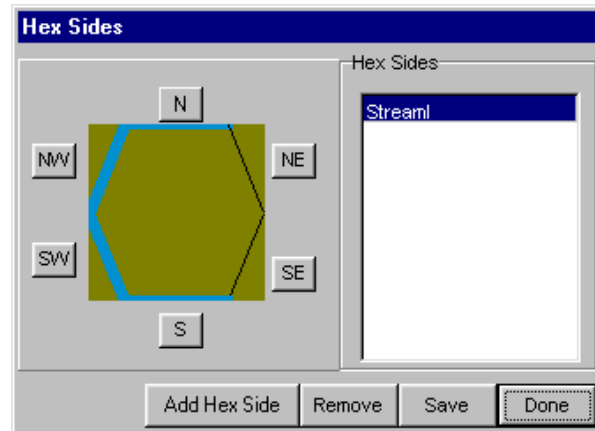 Hex Sides
Hex Sides
N
NW
NE
SW
SE
S
Streaml
Add Hex Side
Remove
Save
Done